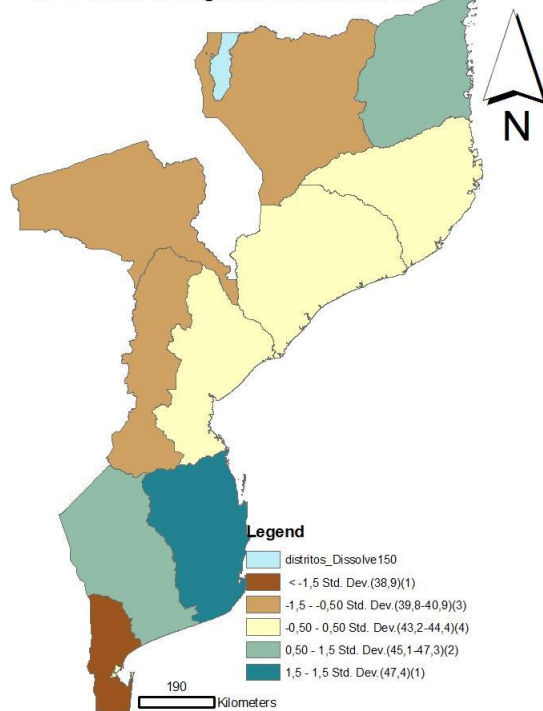 N
Legend
distritos_Dissolve150
< -1,5 Std. Dev.(38,9)(1)
-1,5 - -0,50 Std. Dev.(39,8-40,9)(3)
-0,50 - 0,50 Std. Dev.(43,2-44,4)(4)
0,50 - 1,5 Std. Dev.(45,1-47,3)(2)
1,5 - 1,5 Std. Dev.(47,4)(1)
190
Kilometers